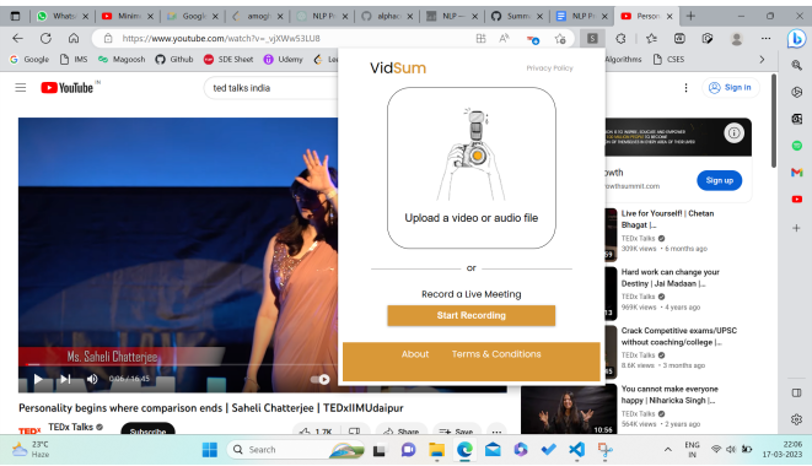 Whats
Minim
Googl
amogl
NLP P
alphac
NLP —
Summ
NLP P
Person
https://www.youtube.com/watch?v=_vjXWwS3LU8
Google
IMS
Magoosh
Github
SDE Sheet
Udemy
Lee
Algorithms
CSES
YouTube IN
ted talks india
Sign in
VidSum
Privacy Policy
Upload a video or audio file
or
Record a Live Meeting
Start Recording
About
Terms & Conditions
owth
owthsummit.com
Sign up
Live for Yourself! | Chetan
Bhagat |...
TEDx Talks
309K views • 6 months ago
Hard work can change your
Destiny | Jai Madaan |...
TEDx Talks
969K views • 4 years ago
Crack Competitive exams/UPSC
without coaching/college |...
TEDx Talks
8.6K views • 3 months ago
You cannot make everyone
happy | Niharicka Singh |...
TEDx Talks
564K views • 2 years ago
10:56
Ms. Saheli Chatterjee
0:06 / 16:45
Personality begins where comparison ends | Saheli Chatterjee | TEDxIIMUdaipur
TEDx
TEDx Talks
Subscribe
1.7K
Share
Save
23°C
Haze
Search
ENG
IN
22:06
17-03-2023